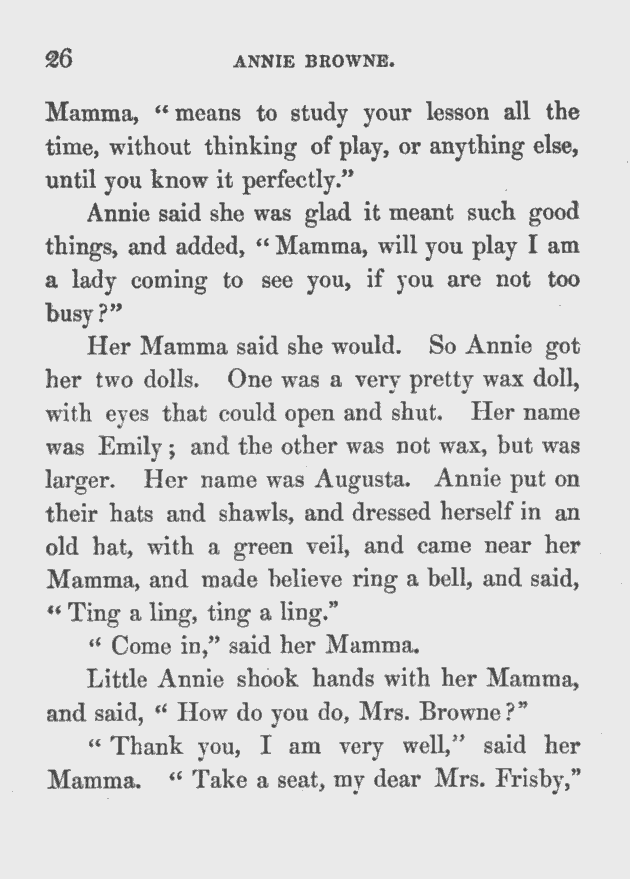 26 ANNIE BROWNE.
Mamma, “means to study your lesson all the
time, without thinking of play, or anything else,
until you know it perfectly.”
Annie said she was glad it meant such good
things, and added, “Mamma, will you play I am
a lady coming to see you, if you are not too
busy?”
Her Mamma said she would. So Annie got
her two dolls. One was a very pretty wax doll,
with eyes that could open and shut. Her name
was Emily; and the other was not wax, but was
larger. Her name was Augusta. Annie put on
their hats and shawls, and dressed herself in an
old hat, with a green veil, and came near her
Mamma, and made believe ring a bell, and said,
“Ting a ling, ting a ling.”
“Come in,” said her Mamma.
Little Annie shook hands with her Mamma,
and said, “How do you do, Mrs. Browne?”
“Thank you, I am very well,” said her
Mamma. “Take a seat, my dear Mrs. Frisby,”